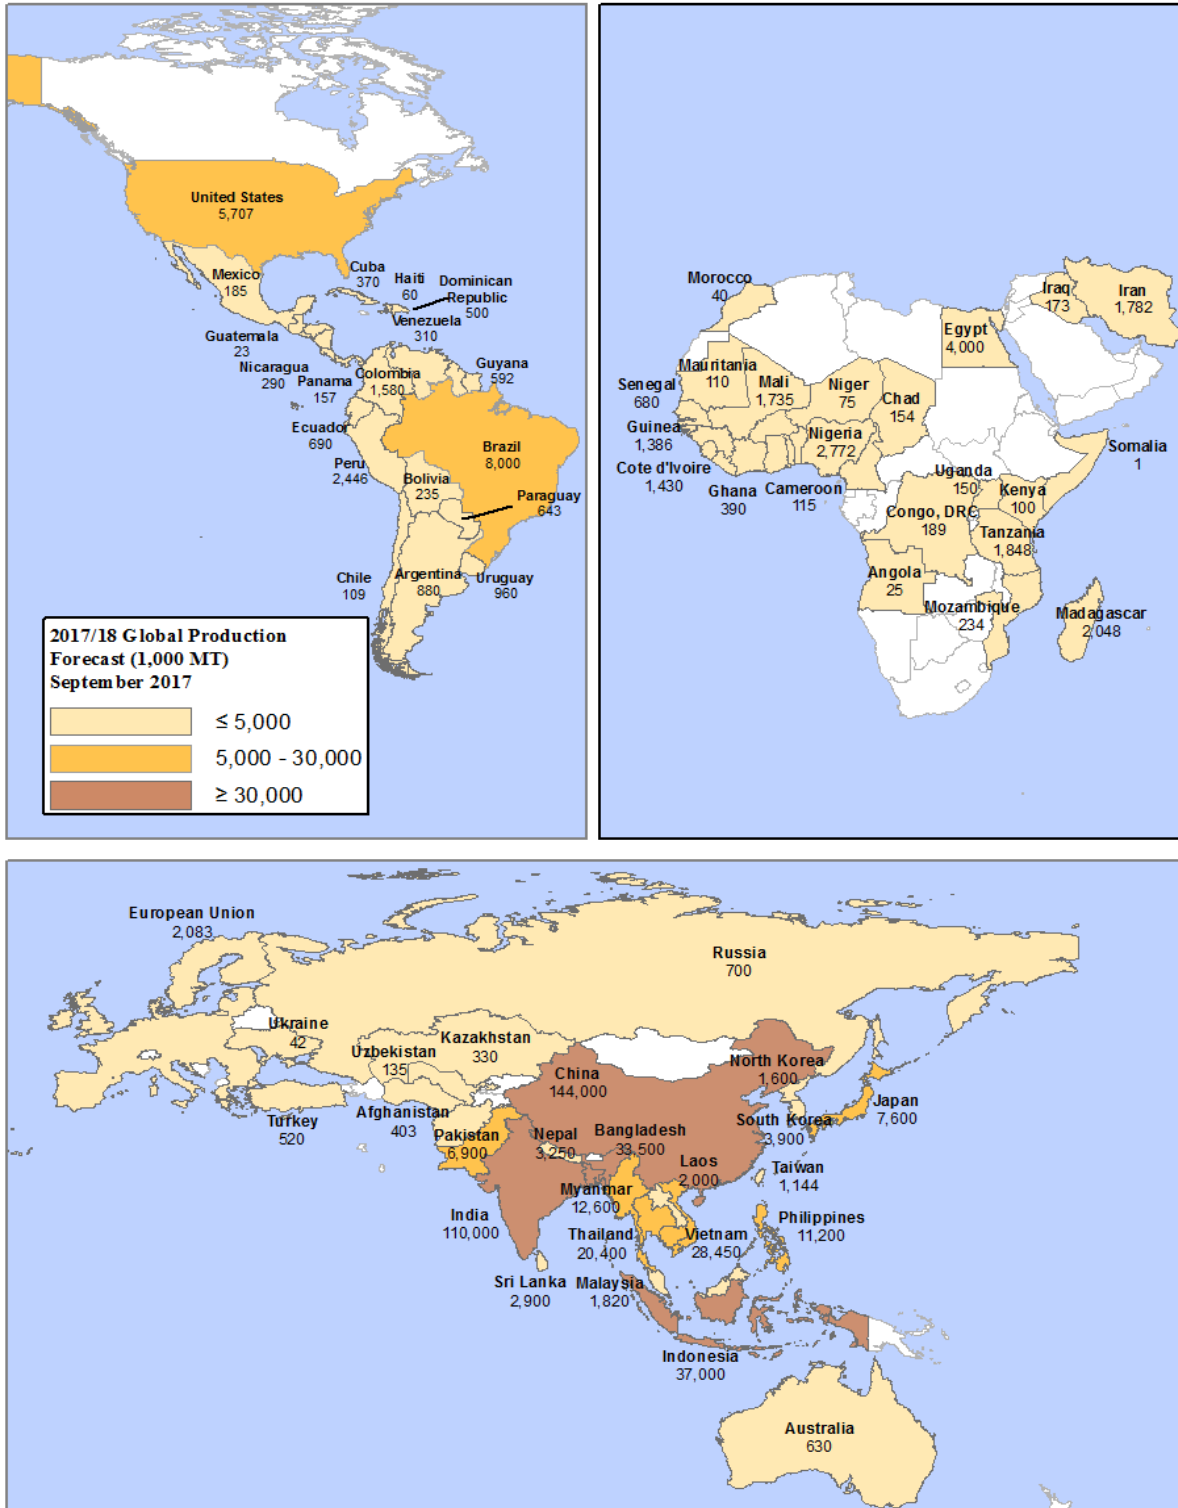 United States
5,707
Mexico
185
Cuba
370
Haiti
60
Dominican
Republic
500
Venezuela
310
Guatemala
23
Nicaragua
290
Panama
157
Colombia
1,580
Guyana
592
Ecuador
690
Brazil
8,000
Peru
2,446
Bolivia
235
Paraguay
643
Chile
109
Argentina
880
Uruguay
960
2017/18 Global Production
Forecast (1,000 MT)
September 2017
≤ 5,000
5,000 - 30,000
≥ 30,000
Morocco
40
Iraq
173
Iran
1,782
Egypt
4,000
Mauritania
110
Senegal
680
Mali
1,735
Niger
75
Chad
154
Guinea
1,386
Nigeria
2,772
Somalia
1
Cote d'Ivoire
1,430
Ghana
390
Cameroon
115
Uganda
150
Kenya
100
Congo, DRC
189
Tanzania
1,848
Angola
25
Mozambique
234
Madagascar
2,048
European Union
2,083
Russia
700
Ukraine
42
Kazakhstan
330
Uzbekistan
135
China
144,000
North Korea
1,600
Japan
7,600
Turkey
520
Afghanistan
403
Pakistan
6,900
Nepal
3,250
Bangladesh
33,500
South Korea
3,900
Laos
2,000
Taiwan
1,144
Myanmar
12,600
India
110,000
Thailand
20,400
Vietnam
28,450
Philippines
11,200
Sri Lanka
2,900
Malaysia
1,820
Indonesia
37,000
Australia
630